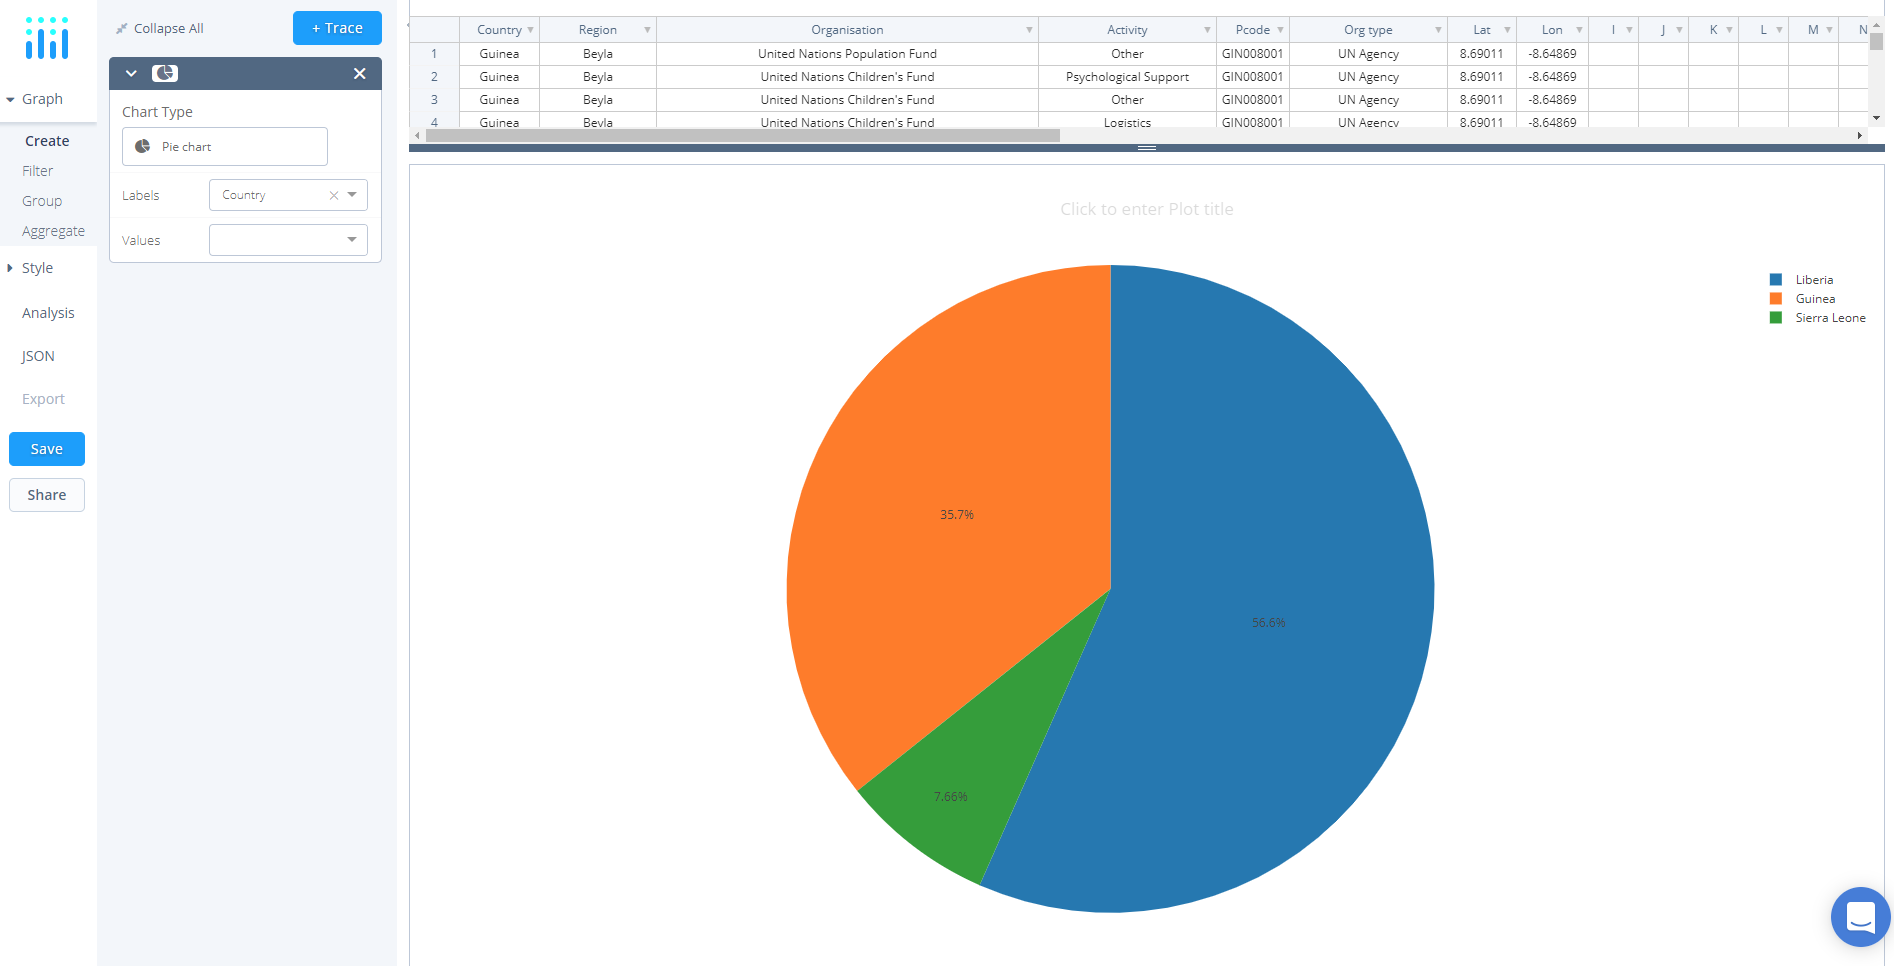 Collapse All
+ Trace
Graph
Create
Filter
Group
Aggregate
Style
Analysis
JSON
Export
Save
Share
Chart Type
Pie chart
Labels Country
Values
Country Region Organisation Activity Pcode Org type Lat Lon I J K L M N
1 Guinea Beyla United Nations Population Fund Other GIN008001 UN Agency 8.69011 -8.64869
2 Guinea Beyla United Nations Children's Fund Psychological Support GIN008001 UN Agency 8.69011 -8.64869
3 Guinea Beyla United Nations Children's Fund Other GIN008001 UN Agency 8.69011 -8.64869
4 Guinea Beyla United Nations Children's Fund Logistics GIN008001 UN Agency 8.69011 -8.64869
Click to enter Plot title
Liberia
Guinea
Sierra Leone
35.7%
56.6%
7.66%